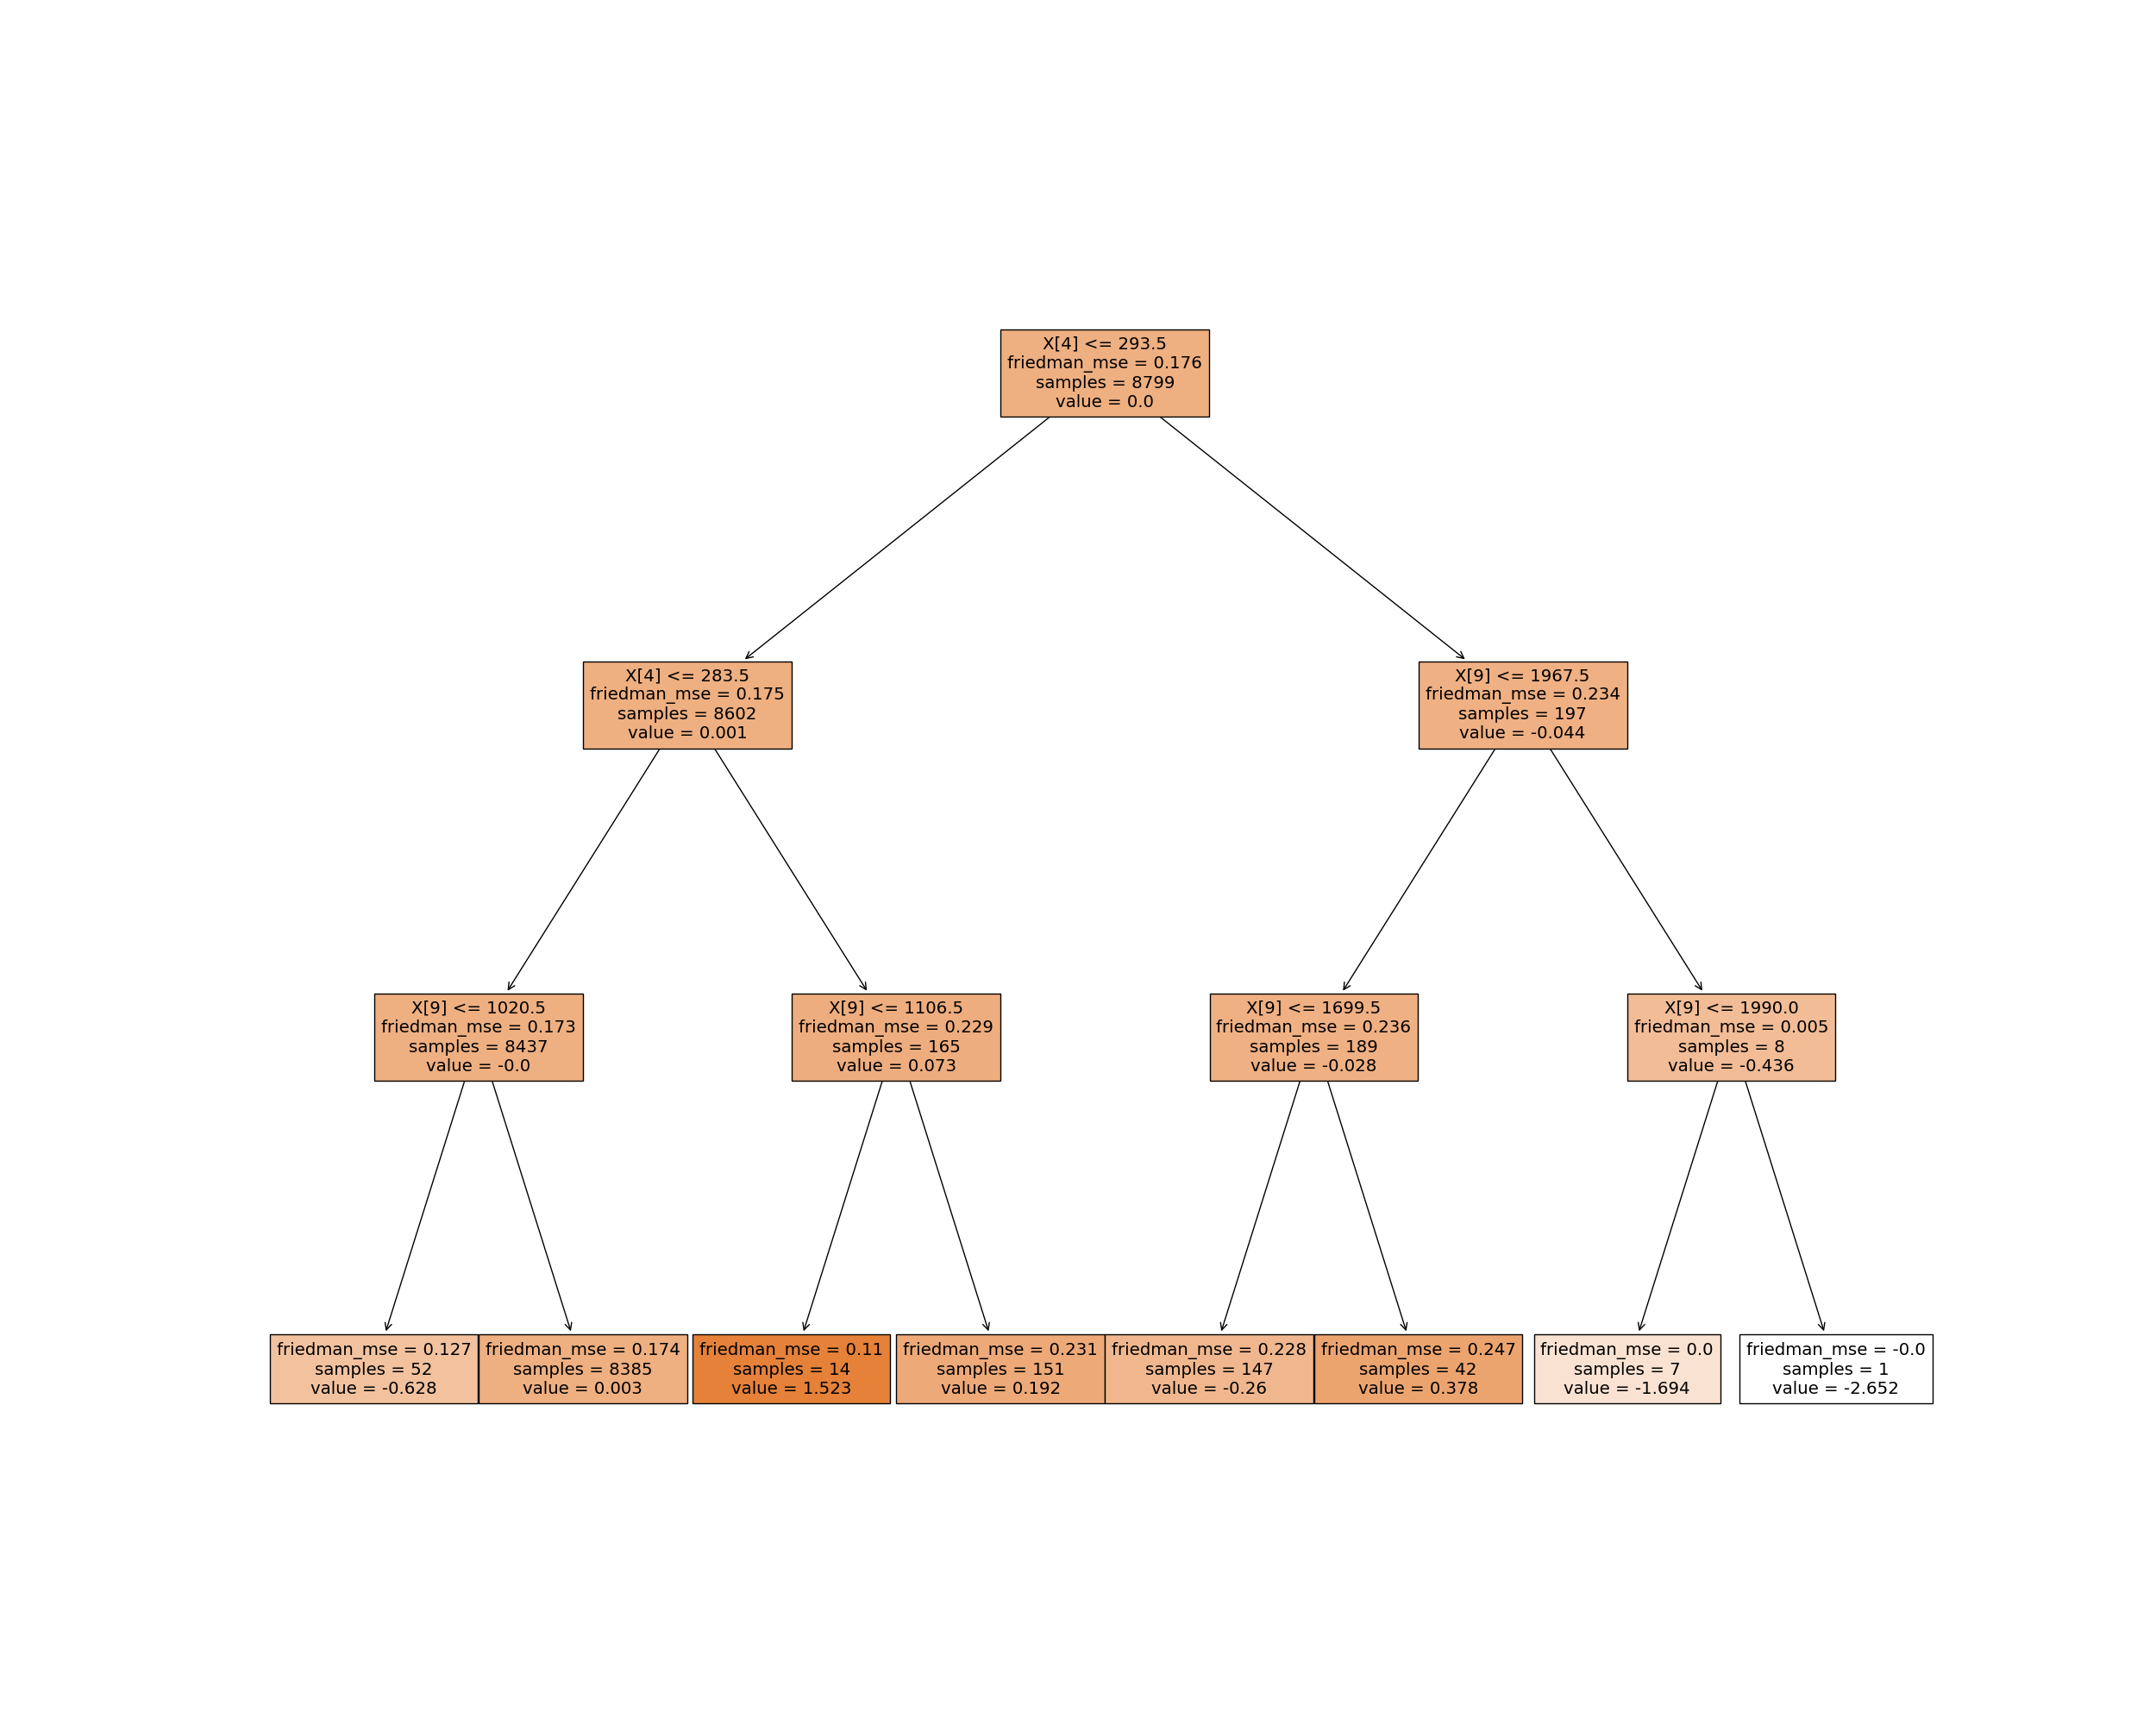 X[4] <= 293.5
friedman_mse = 0.176
samples = 8799
value = 0.0
X[4] <= 283.5
friedman_mse = 0.175
samples = 8602
value = 0.001
X[9] <= 1967.5
friedman_mse = 0.234
samples = 197
value = -0.044
X[9] <= 1020.5
friedman_mse = 0.173
samples = 8437
value = -0.0
X[9] <= 1106.5
friedman_mse = 0.229
samples = 165
value = 0.073
X[9] <= 1699.5
friedman_mse = 0.236
samples = 189
value = -0.028
X[9] <= 1990.0
friedman_mse = 0.005
samples = 8
value = -0.436
friedman_mse = 0.127
samples = 52
value = -0.628
friedman_mse = 0.174
samples = 8385
value = 0.003
friedman_mse = 0.11
samples = 14
value = 1.523
friedman_mse = 0.231
samples = 151
value = 0.192
friedman_mse = 0.228
samples = 147
value = -0.26
friedman_mse = 0.247
samples = 42
value = 0.378
friedman_mse = 0.0
samples = 7
value = -1.694
friedman_mse = -0.0
samples = 1
value = -2.652